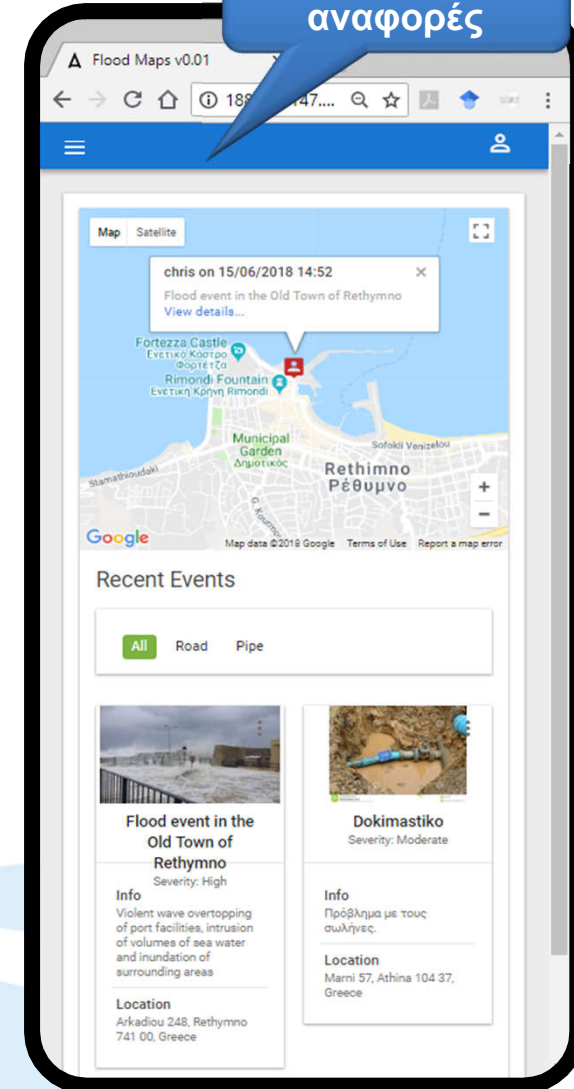 αναφορές
Flood Maps v0.01
Map Satellite
chris on 15/06/2018 14:52
Flood event in the Old Town of Rethymno
View details...
Fortezza Castle
Ενετικό Κάστρο
Φορτέτζα
Rimondi Fountain
Ενετική Κρήνη Rimondi
Municipal
Garden
Δημοτικός
Sofokli Venizelou
Rethimno
Ρέθυμνο
Stamathioudaki
Google
Map data ©2018 Google Terms of Use Report a map error
Recent Events
All Road Pipe
Flood event in the
Old Town of
Rethymno
Severity: High
Info
Violent wave overtopping
of port facilities, intrusion
of volumes of sea water
and inundation of
surrounding areas
Location
Arkadiou 248, Rethymno
741 00, Greece
Dokimastiko
Severity: Moderate
Info
Πρόβλημα με τους
σωλήνες.
Location
Marni 57, Athina 104 37,
Greece